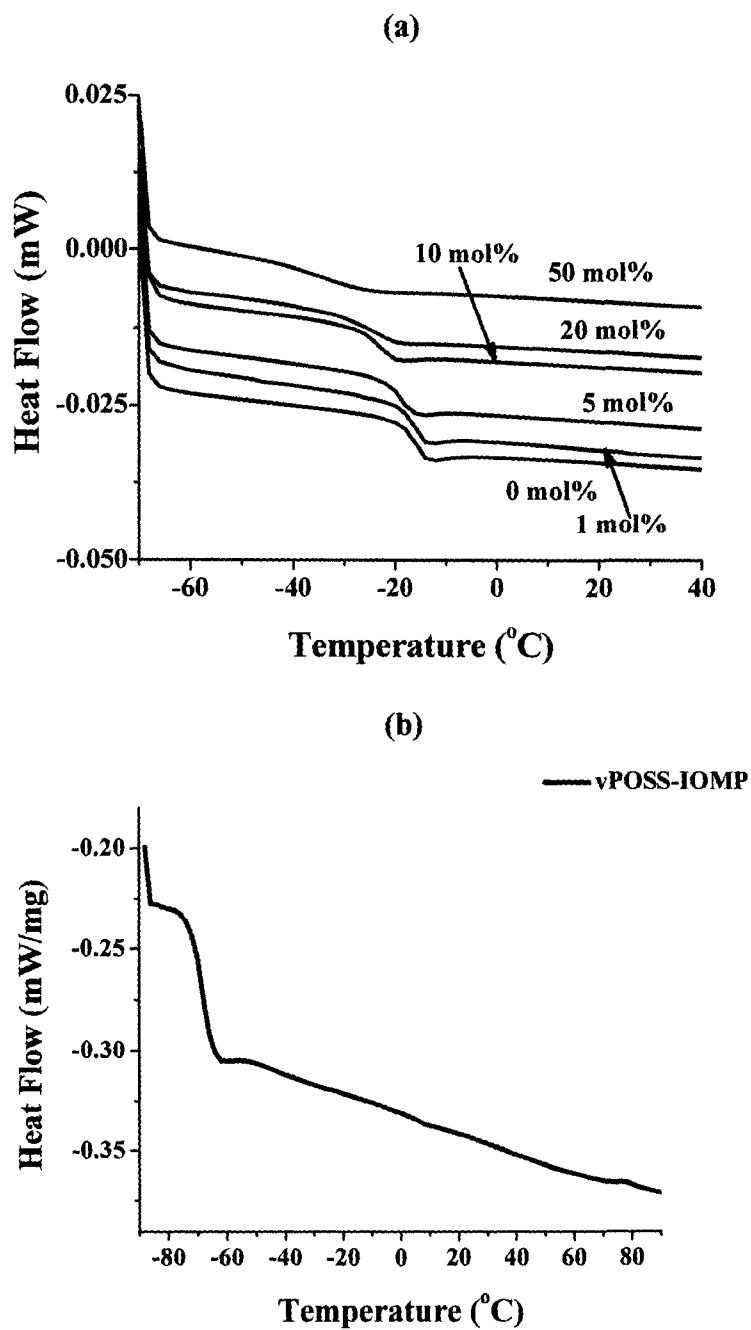 (a)
0.025
0.000
-0.025
-0.050
Heat Flow (mW)
10 mol%
50 mol%
20 mol%
5 mol%
0 mol%
1 mol%
-60 -40 -20 0 20 40
Temperature (°C)
(b)
vPOSS-IOMP
-0.20
-0.25
-0.30
-0.35
Heat Flow (mW/mg)
-80 -60 -40 -20 0 20 40 60 80
Temperature (°C)